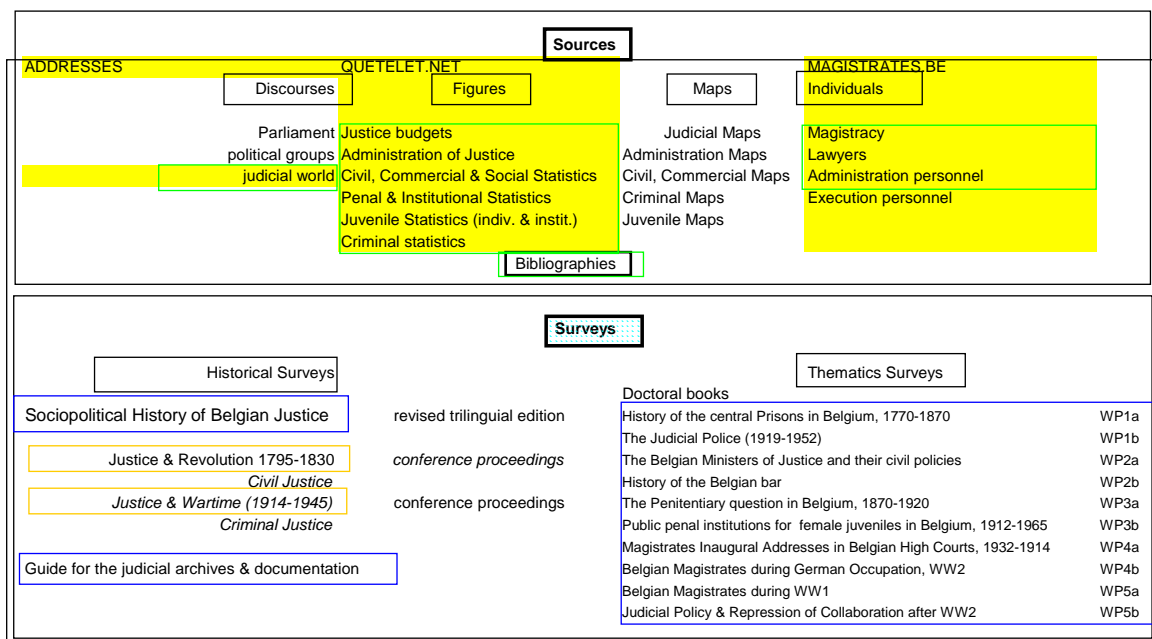 Sources
ADDRESSES QUETELET.NET MAGISTRATES.BE
Discourses Figures Maps Individuals
Parliament Justice budgets Judicial Maps Magistracy
political groups Administration of Justice Administration Maps Lawyers
judicial world Civil, Commercial & Social Statistics Civil, Commercial Maps Administration personnel
Penal & Institutional Statistics Criminal Maps Execution personnel
Juvenile Statistics (indiv. & instit.) Juvenile Maps
Criminal statistics
Bibliographies
Surveys
Historical Surveys Thematics Surveys
Doctoral books
Sociopolitical History of Belgian Justice revised trilinguial edition History of the central Prisons in Belgium, 1770-1870 WP1a
The Judicial Police (1919-1952) WP1b
Justice & Revolution 1795-1830 conference proceedings The Belgian Ministers of Justice and their civil policies WP2a
Civil Justice History of the Belgian bar WP2b
Justice & Wartime (1914-1945) conference proceedings The Penitentiary question in Belgium, 1870-1920 WP3a
Criminal Justice Public penal institutions for female juveniles in Belgium, 1912-1965 WP3b
Magistrates Inaugural Addresses in Belgian High Courts, 1932-1914 WP4a
Guide for the judicial archives & documentation Belgian Magistrates during German Occupation, WW2 WP4b
Belgian Magistrates during WW1 WP5a
Judicial Policy & Repression of Collaboration after WW2 WP5b